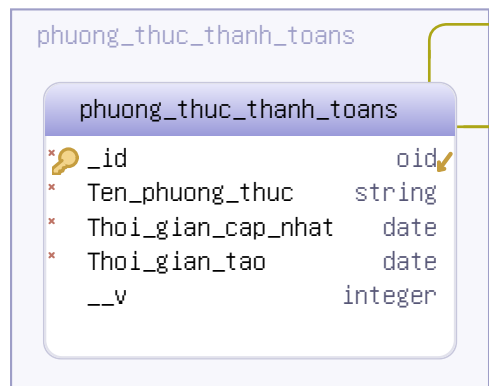 phuong_thuc_thanh_toans
phuong_thuc_thanh_toans
* _id oid
* Ten_phuong_thuc string
* Thoi_gian_cap_nhat date
* Thoi_gian_tao date
__v integer